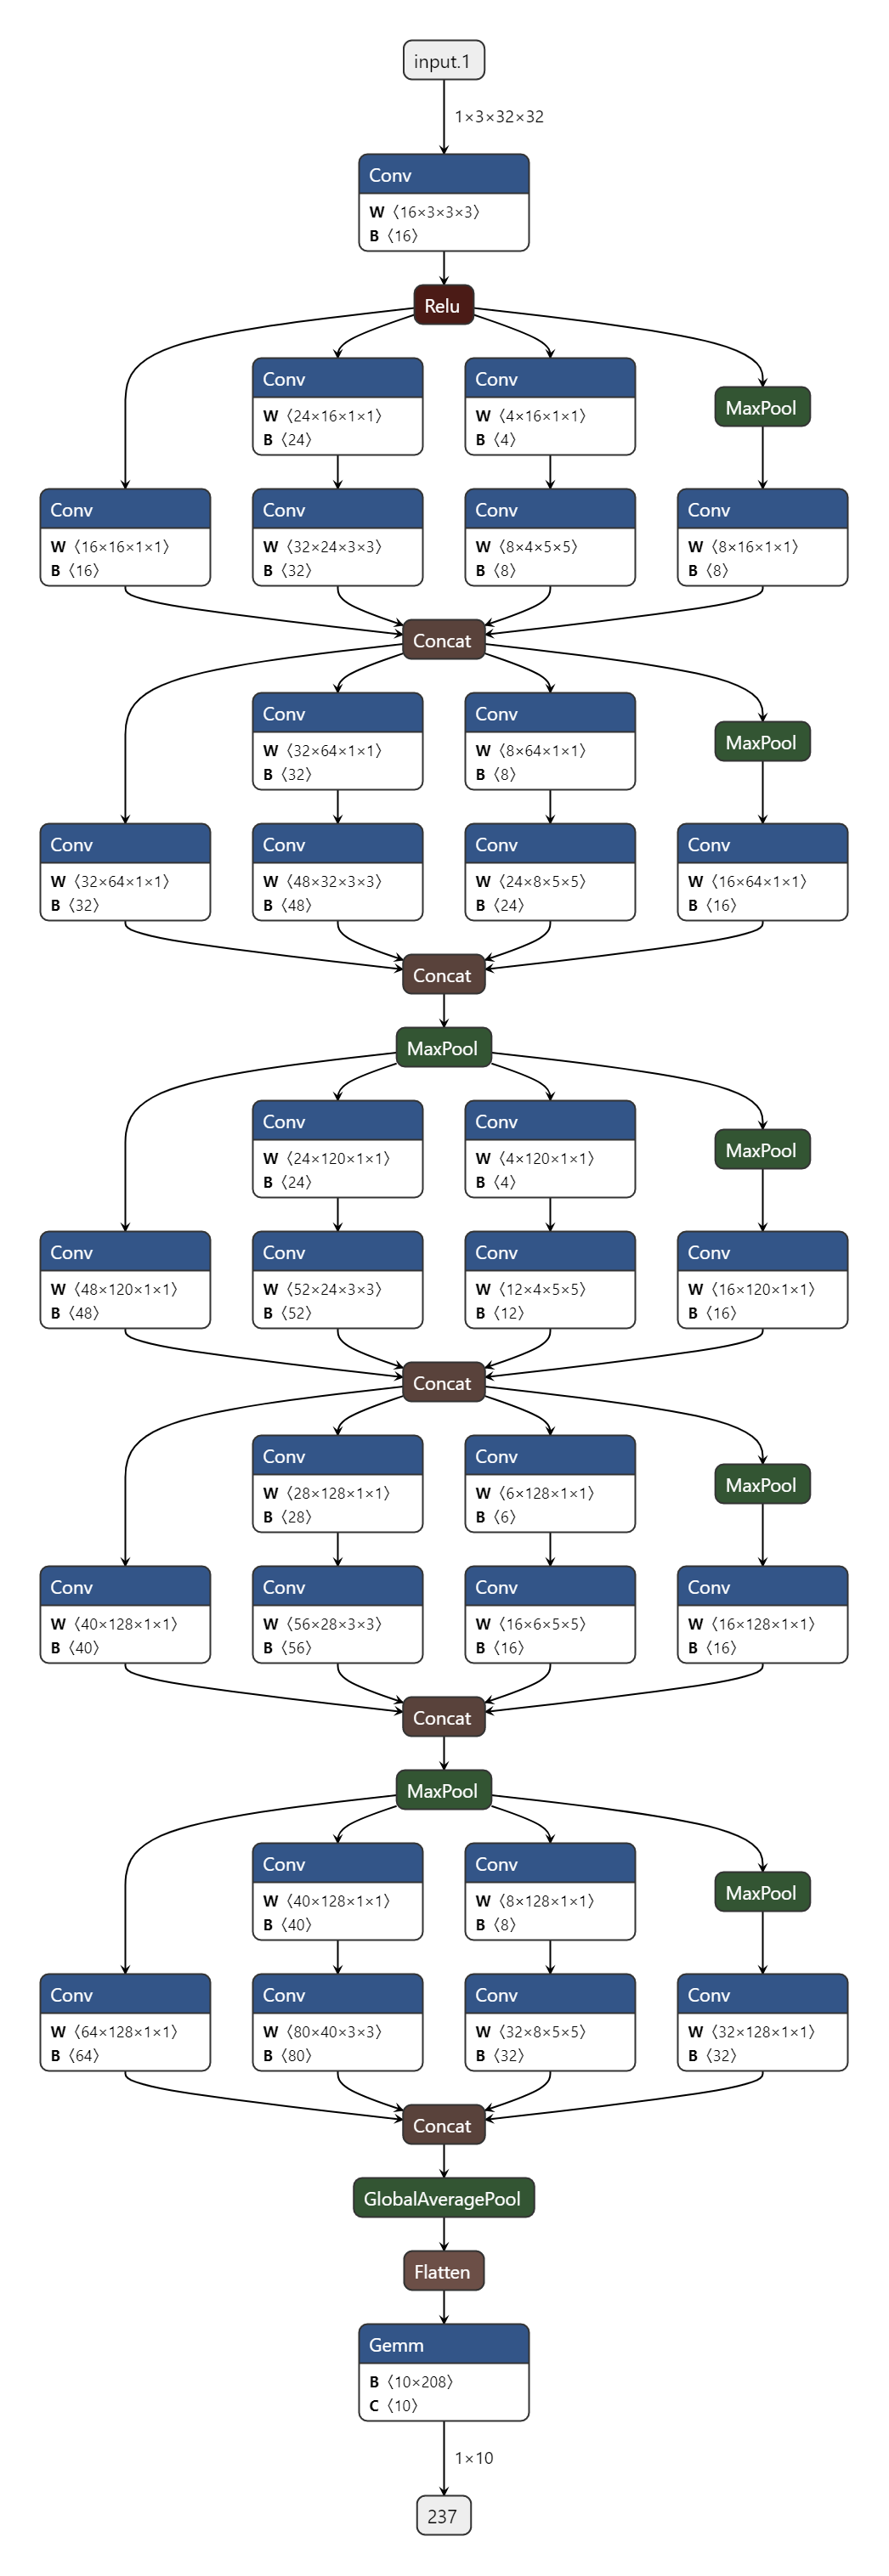 input.1
1×3×32×32
Conv
W ⟨16×3×3×3⟩
B ⟨16⟩
Relu
Conv
W ⟨24×16×1×1⟩
B ⟨24⟩
Conv
W ⟨4×16×1×1⟩
B ⟨4⟩
MaxPool
Conv
W ⟨16×16×1×1⟩
B ⟨16⟩
Conv
W ⟨32×24×3×3⟩
B ⟨32⟩
Conv
W ⟨8×4×5×5⟩
B ⟨8⟩
Conv
W ⟨8×16×1×1⟩
B ⟨8⟩
Concat
Conv
W ⟨32×64×1×1⟩
B ⟨32⟩
Conv
W ⟨8×64×1×1⟩
B ⟨8⟩
MaxPool
Conv
W ⟨32×64×1×1⟩
B ⟨32⟩
Conv
W ⟨48×32×3×3⟩
B ⟨48⟩
Conv
W ⟨24×8×5×5⟩
B ⟨24⟩
Conv
W ⟨16×64×1×1⟩
B ⟨16⟩
Concat
MaxPool
Conv
W ⟨24×120×1×1⟩
B ⟨24⟩
Conv
W ⟨4×120×1×1⟩
B ⟨4⟩
MaxPool
Conv
W ⟨48×120×1×1⟩
B ⟨48⟩
Conv
W ⟨52×24×3×3⟩
B ⟨52⟩
Conv
W ⟨12×4×5×5⟩
B ⟨12⟩
Conv
W ⟨16×120×1×1⟩
B ⟨16⟩
Concat
Conv
W ⟨28×128×1×1⟩
B ⟨28⟩
Conv
W ⟨6×128×1×1⟩
B ⟨6⟩
MaxPool
Conv
W ⟨40×128×1×1⟩
B ⟨40⟩
Conv
W ⟨56×28×3×3⟩
B ⟨56⟩
Conv
W ⟨16×6×5×5⟩
B ⟨16⟩
Conv
W ⟨16×128×1×1⟩
B ⟨16⟩
Concat
MaxPool
Conv
W ⟨40×128×1×1⟩
B ⟨40⟩
Conv
W ⟨8×128×1×1⟩
B ⟨8⟩
MaxPool
Conv
W ⟨64×128×1×1⟩
B ⟨64⟩
Conv
W ⟨80×40×3×3⟩
B ⟨80⟩
Conv
W ⟨32×8×5×5⟩
B ⟨32⟩
Conv
W ⟨32×128×1×1⟩
B ⟨32⟩
Concat
GlobalAveragePool
Flatten
Gemm
B ⟨10×208⟩
C ⟨10⟩
1×10
237